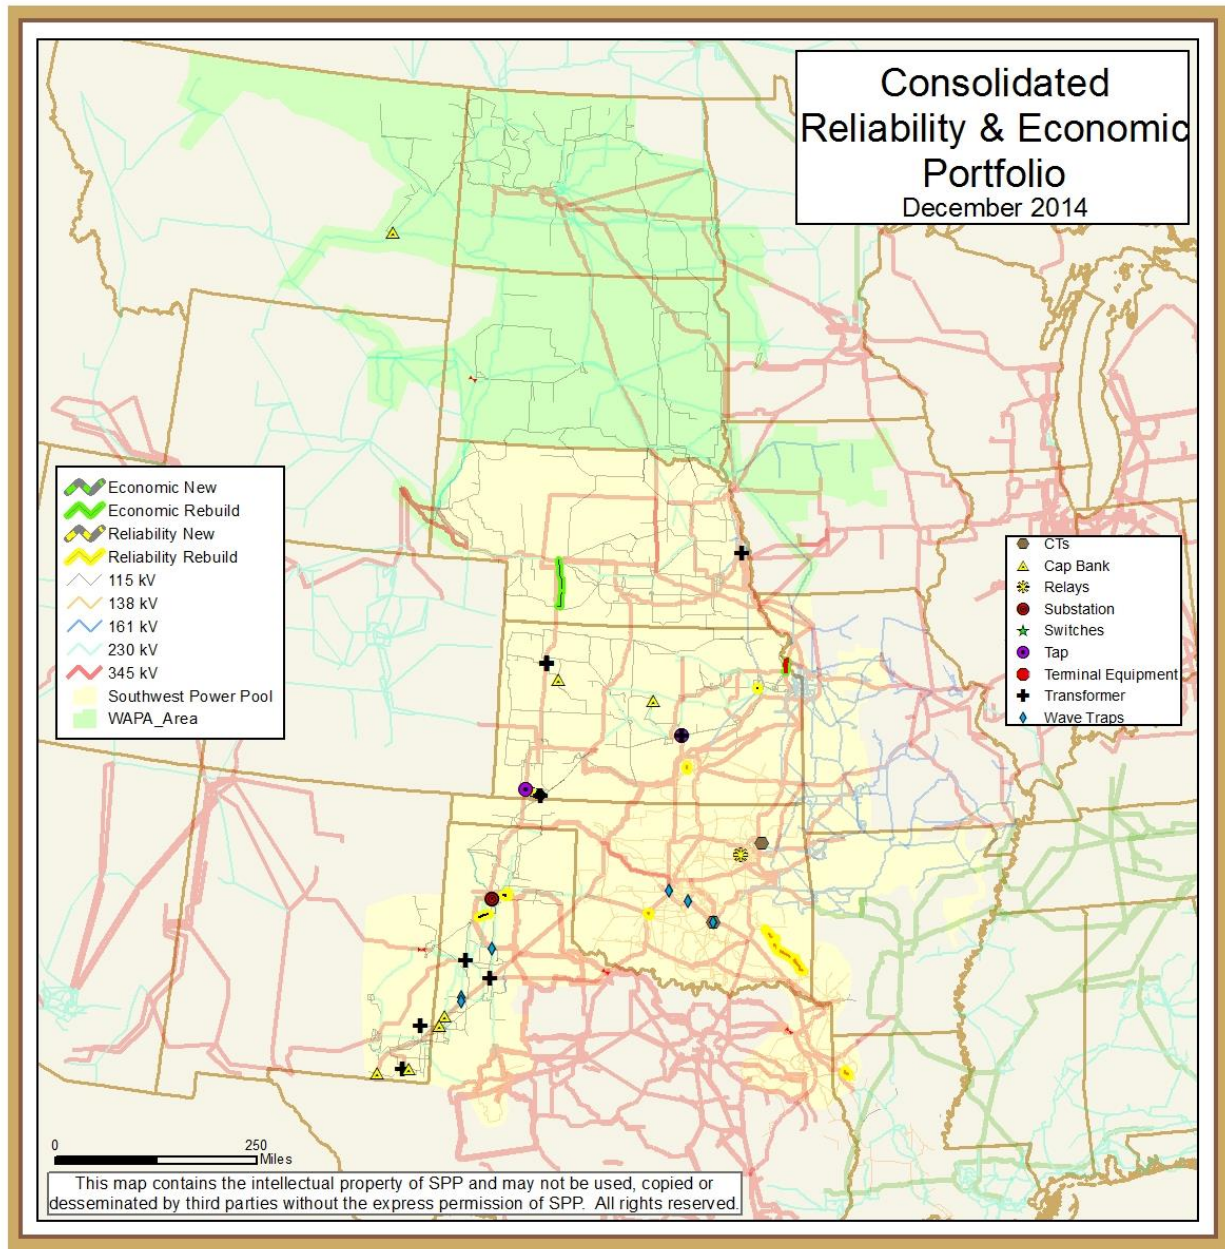 Consolidated
Reliability & Economic
Portfolio
December 2014
Economic New
Economic Rebuild
Reliability New
Reliability Rebuild
115 kV
138 kV
161 kV
230 kV
345 kV
Southwest Power Pool
WAPA_Area
CTs
Cap Bank
Relays
Substation
Switches
Tap
Terminal Equipment
Transformer
Wave Traps
0 250
Miles
This map contains the intellectual property of SPP and may not be used, copied or
desseminated by third parties without the express permission of SPP. All rights reserved.